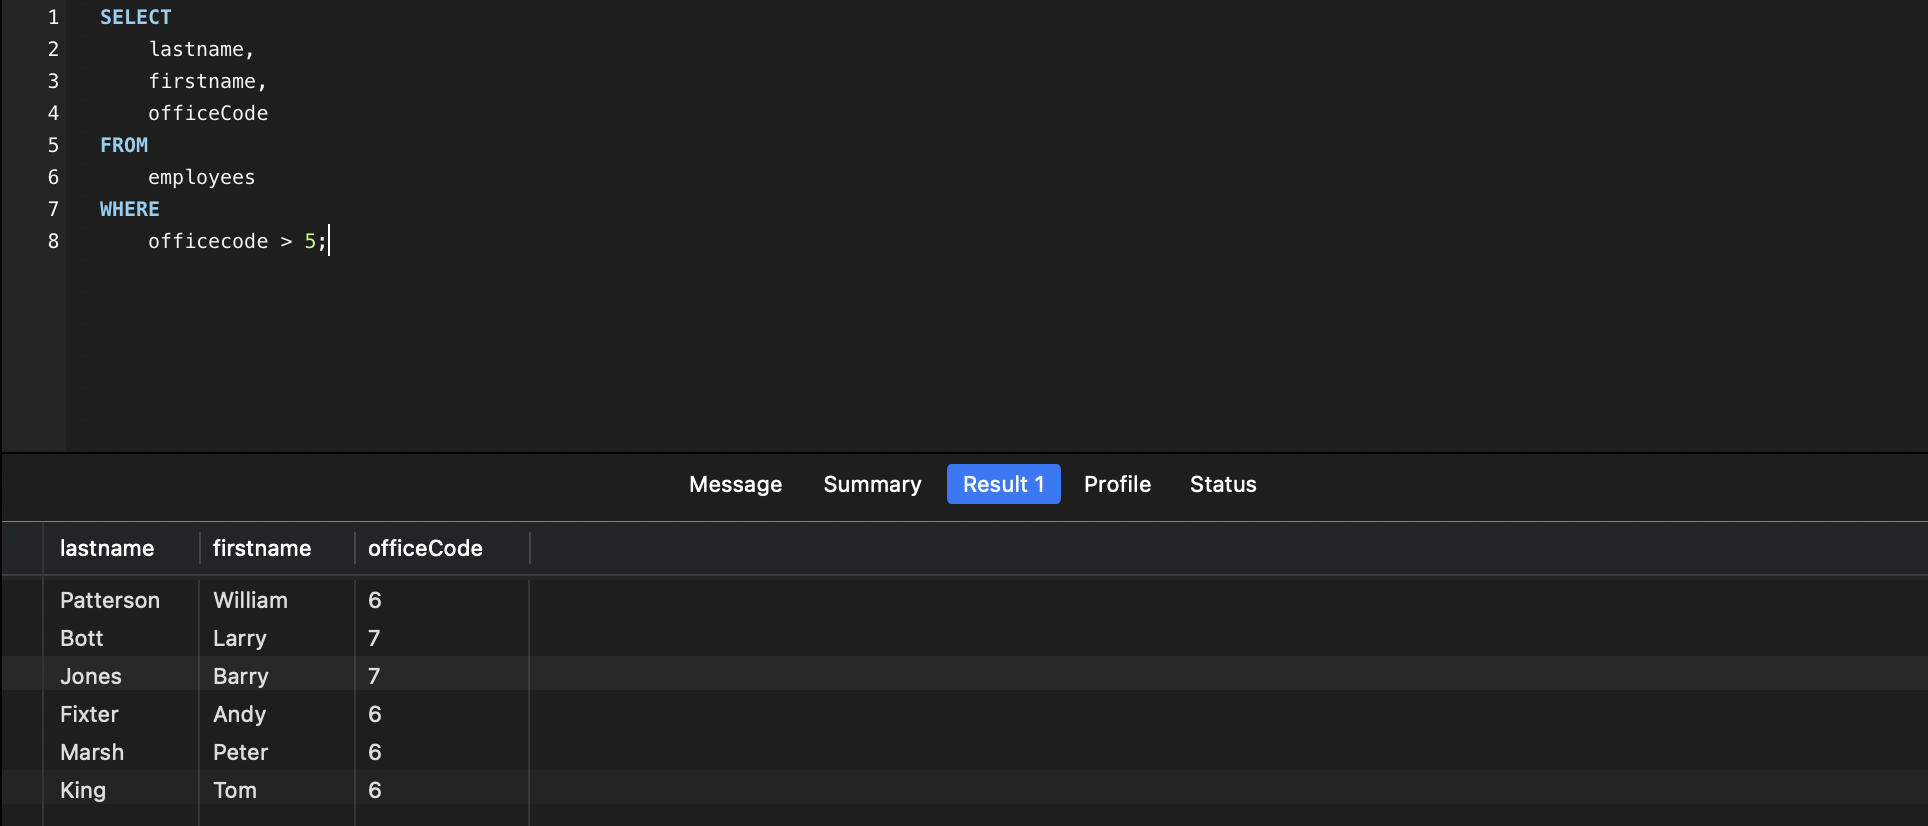 1 SELECT
2 lastname,
3 firstname,
4 officeCode
5 FROM
6 employees
7 WHERE
8 officecode > 5;
Message Summary Result 1 Profile Status
lastname firstname officeCode
Patterson William 6
Bott Larry 7
Jones Barry 7
Fixter Andy 6
Marsh Peter 6
King Tom 6